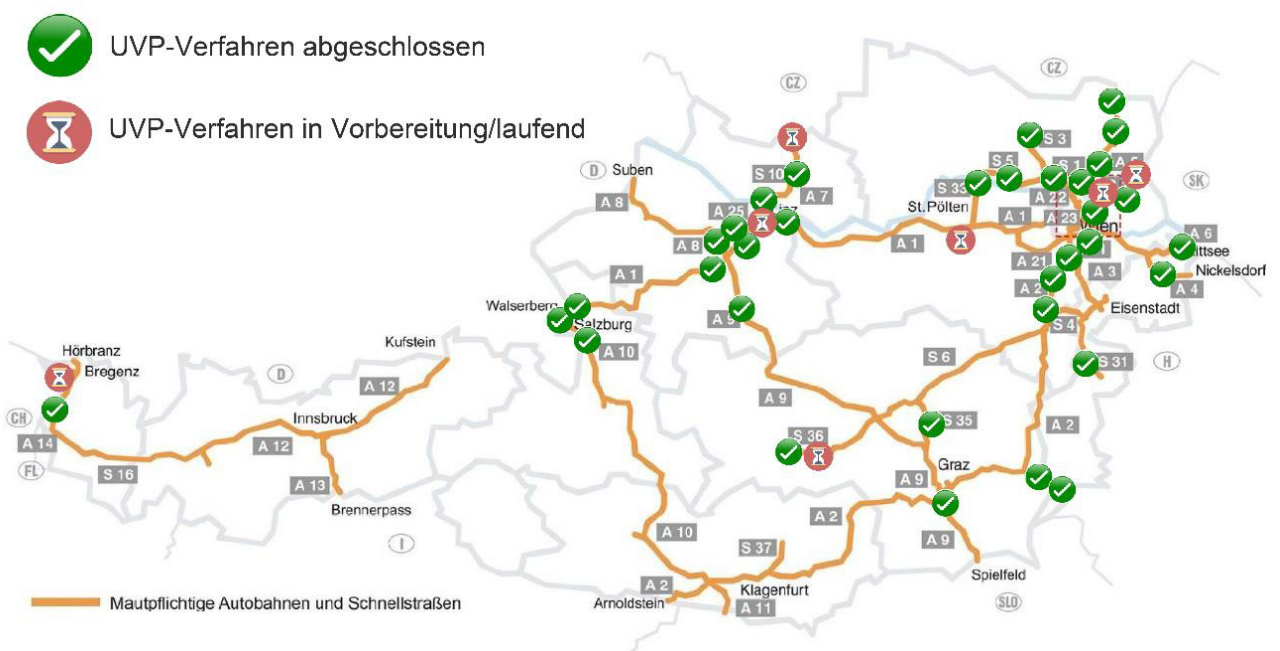 UVP-Verfahren abgeschlossen
UVP-Verfahren in Vorbereitung/laufend
CZ
CZ
D
Suben
S 10
A 7
A 8
A 25
A 8
A 1
S 3
S 5
S 1
S 33
A 22
A 23
St.Pölten
A 1
A 1
Wien
SK
A 6
A 21
A 3
A 4
Nickelsdorf
A 2
Eisenstadt
S 4
S 31
H
Walserberg
Salzburg
A 10
A 9
S 6
A 9
Hörbranz
Bregenz
Kufstein
D
A 12
CH
A 14
FL
S 16
Innsbruck
A 12
A 13
Brennerpass
I
S 36
S 35
A 2
Graz
A 9
A 2
A 9
A 10
S 37
Spielfeld
SLO
A 2
Klagenfurt
Arnoldstein
A 11
Mautpflichtige Autobahnen und Schnellstraßen